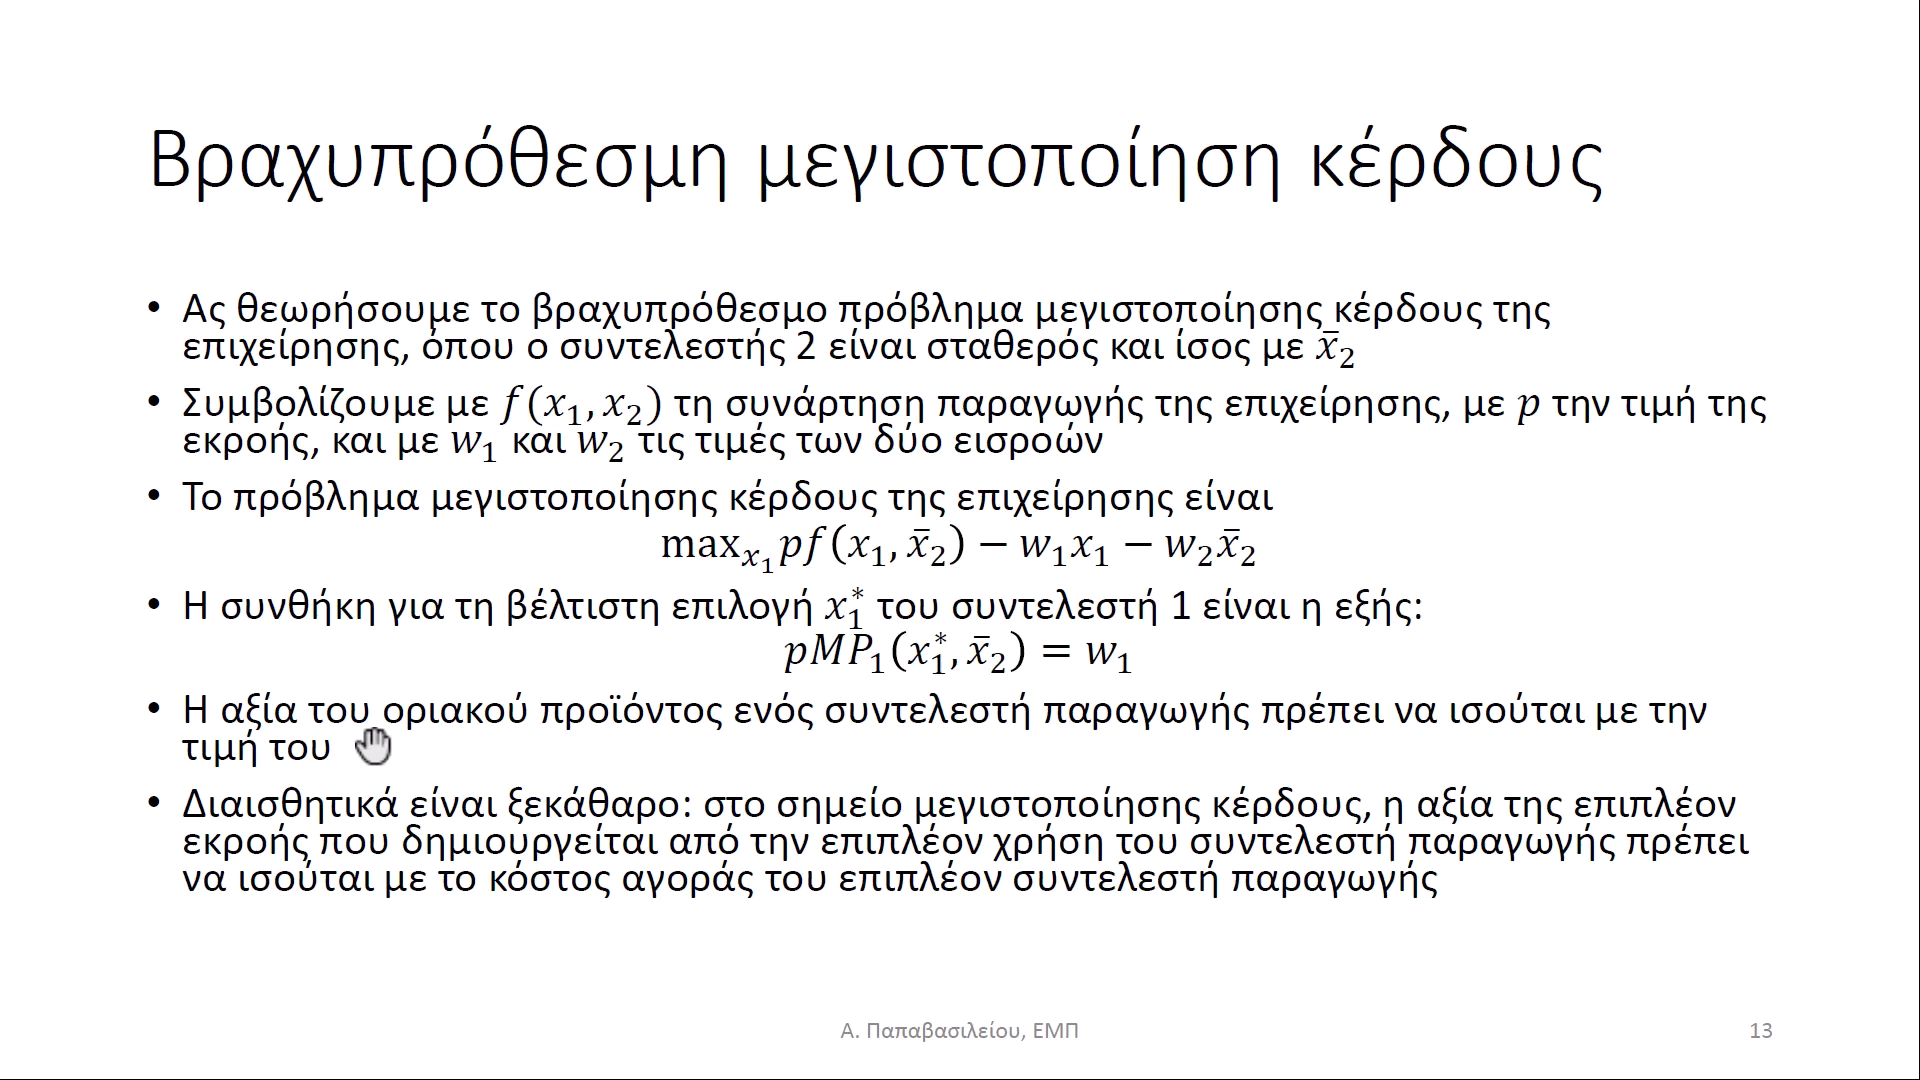 Βραχυπρόθεσμη μεγιστοποίηση κέρδους
• Ας θεωρήσουμε το βραχυπρόθεσμο πρόβλημα μεγιστοποίησης κέρδους της
επιχείρησης, όπου ο συντελεστής 2 είναι σταθερός και ίσος με x̄₂
• Συμβολίζουμε με f(x₁, x₂) τη συνάρτηση παραγωγής της επιχείρησης, με p την τιμή της
εκροής, και με w₁ και w₂ τις τιμές των δύο εισροών
• Το πρόβλημα μεγιστοποίησης κέρδους της επιχείρησης είναι
maxₓ₁ pf(x₁, x̄₂) − w₁x₁ − w₂x̄₂
• Η συνθήκη για τη βέλτιστη επιλογή x₁* του συντελεστή 1 είναι η εξής:
pMP₁(x₁*, x̄₂) = w₁
• Η αξία του οριακού προϊόντος ενός συντελεστή παραγωγής πρέπει να ισούται με την
τιμή του
• Διαισθητικά είναι ξεκάθαρο: στο σημείο μεγιστοποίησης κέρδους, η αξία της επιπλέον
εκροής που δημιουργείται από την επιπλέον χρήση του συντελεστή παραγωγής πρέπει
να ισούται με το κόστος αγοράς του επιπλέον συντελεστή παραγωγής
Α. Παπαβασιλείου, ΕΜΠ
13